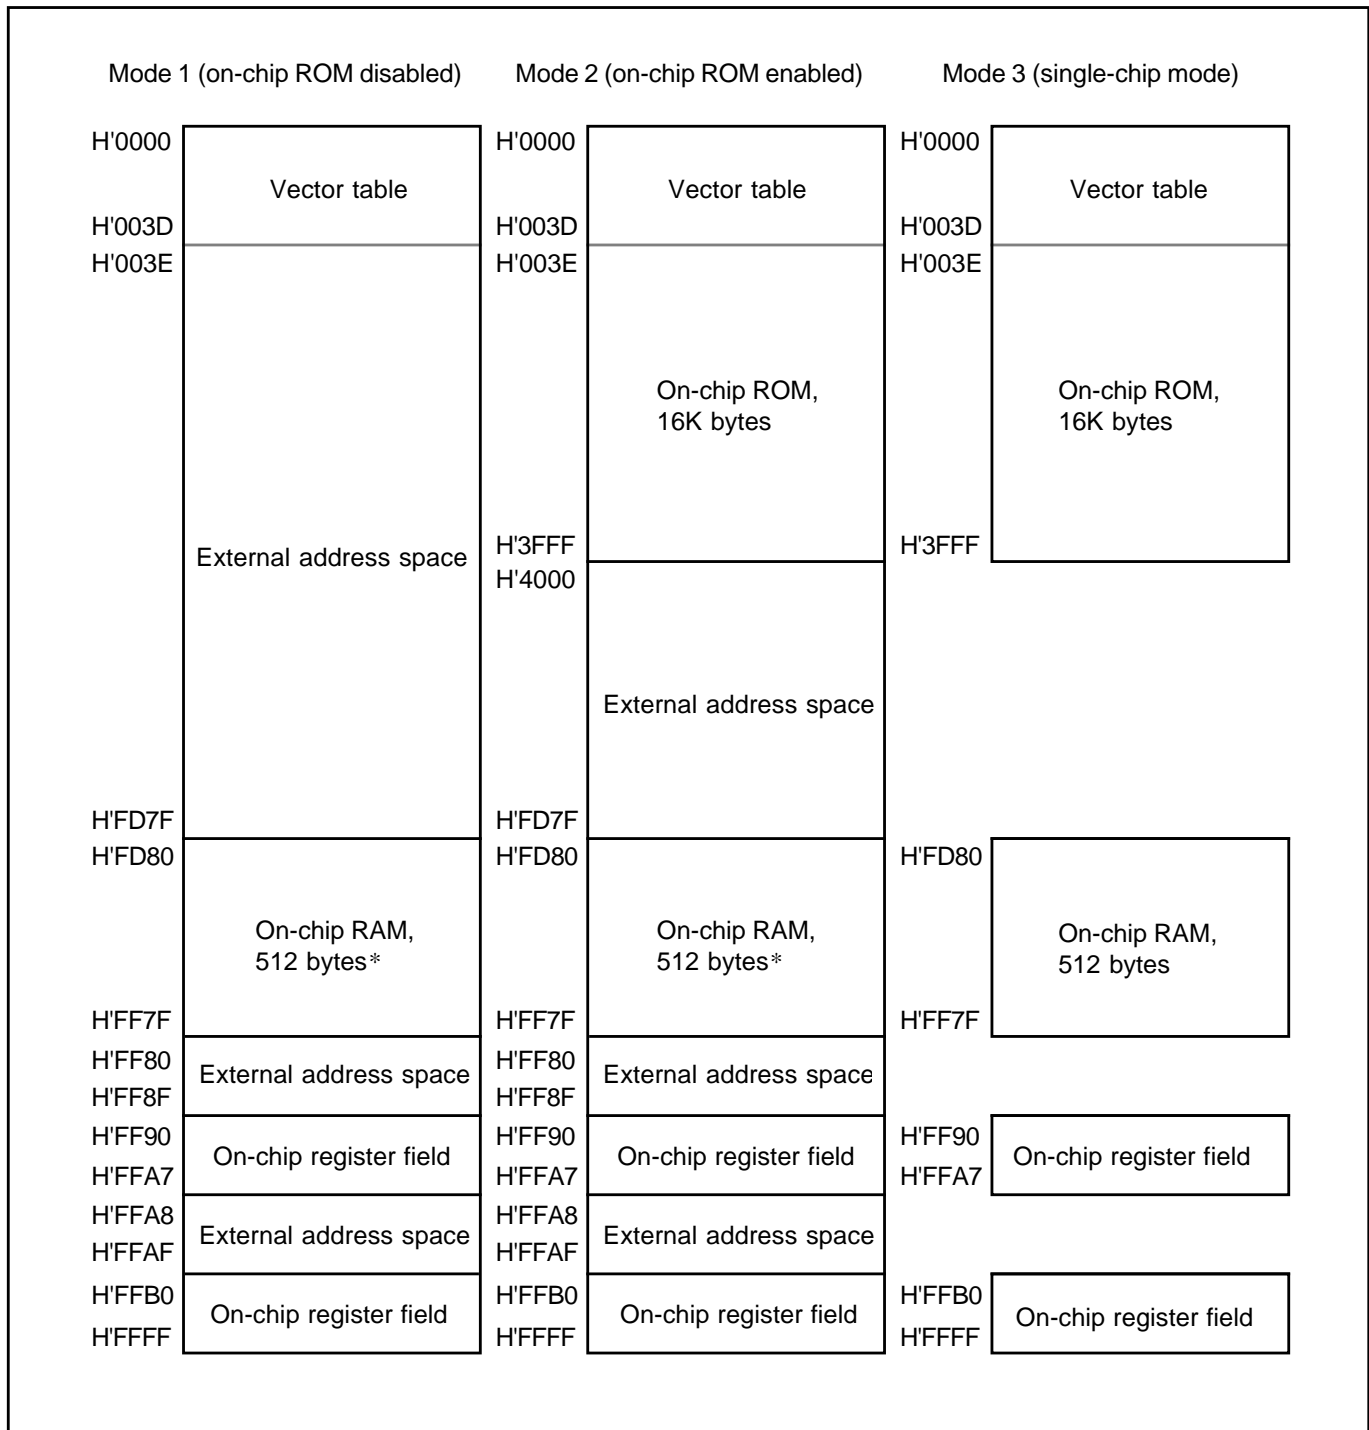 Mode 1 (on-chip ROM disabled)
H'0000
Vector table
H'003D
H'003E
External address space
H'FD7F
H'FD80
On-chip RAM,
512 bytes*
H'FF7F
H'FF80
External address space
H'FF8F
H'FF90
On-chip register field
H'FFA7
H'FFA8
External address space
H'FFAF
H'FFB0
On-chip register field
H'FFFF
Mode 2 (on-chip ROM enabled)
H'0000
Vector table
H'003D
H'003E
On-chip ROM,
16K bytes
H'3FFF
H'4000
External address space
H'FD7F
H'FD80
On-chip RAM,
512 bytes*
H'FF7F
H'FF80
External address space
H'FF8F
H'FF90
On-chip register field
H'FFA7
H'FFA8
External address space
H'FFAF
H'FFB0
On-chip register field
H'FFFF
Mode 3 (single-chip mode)
H'0000
Vector table
H'003D
H'003E
On-chip ROM,
16K bytes
H'3FFF
H'FD80
On-chip RAM,
512 bytes
H'FF7F
H'FF90
On-chip register field
H'FFA7
H'FFB0
On-chip register field
H'FFFF